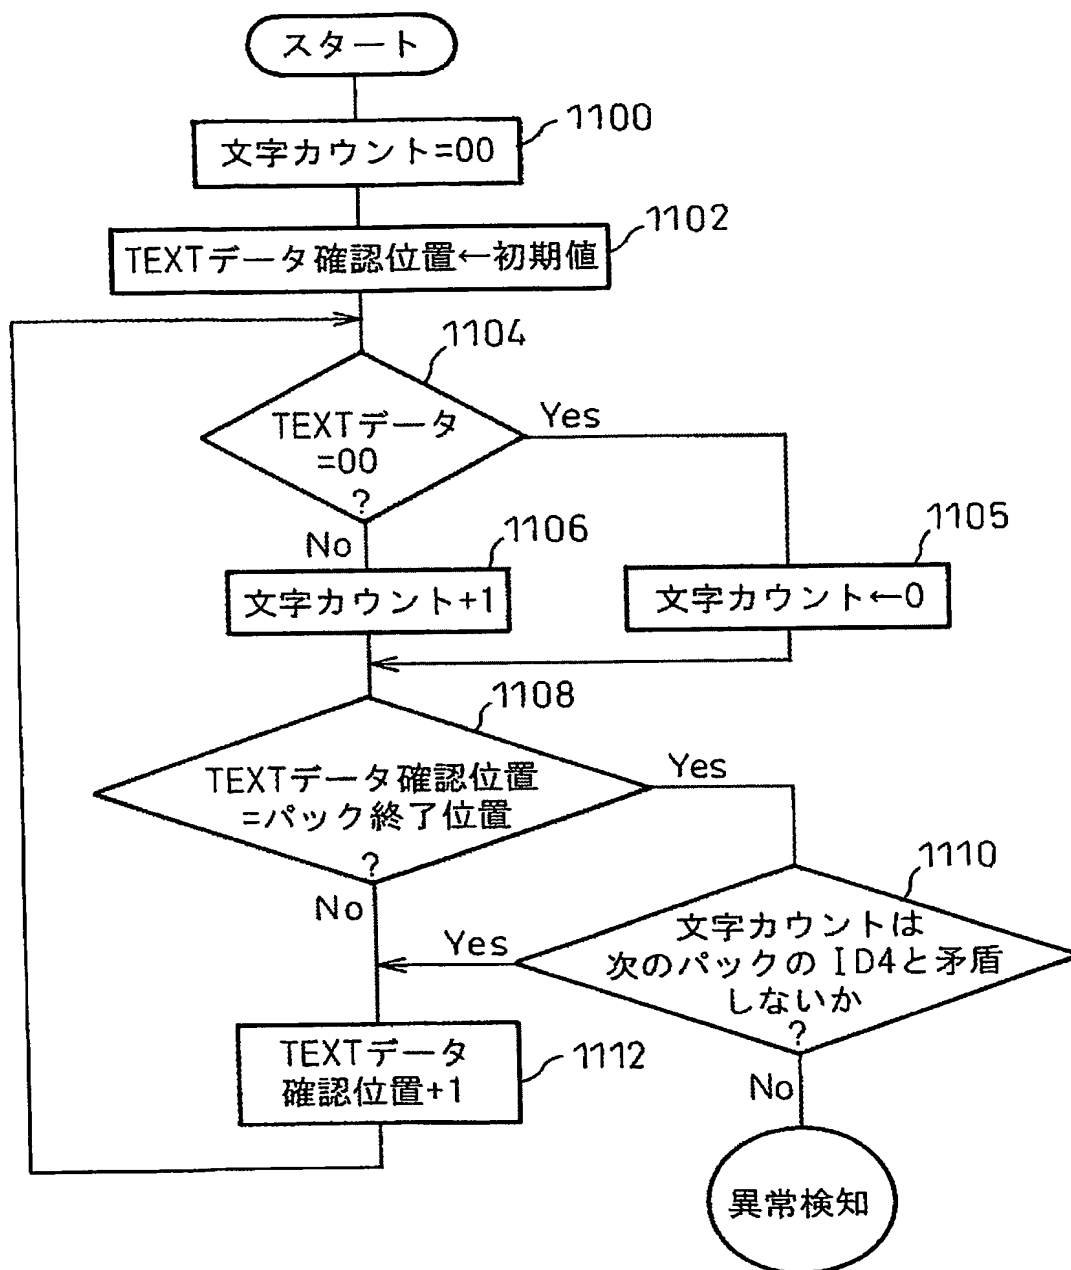 スタート
1100
文字カウント=00
1102
TEXTデータ確認位置←初期値
1104
TEXTデータ
=00
?
Yes
No
1106
1105
文字カウント+1
文字カウント←0
1108
TEXTデータ確認位置
=パック終了位置
?
Yes
No
1110
文字カウントは
次のパックの ID4と矛盾
しないか
?
Yes
No
TEXTデータ
確認位置+1
1112
異常検知